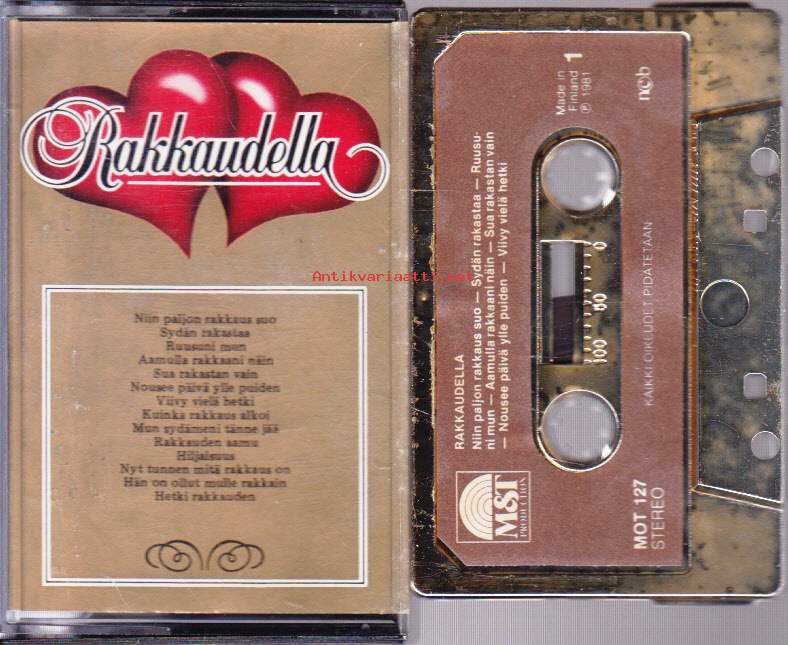 Rakkaudella
Niin paljon rakkaus suo
Sydän rakastaa
Ruusuni mun
Aamulla rakkaani näin
Sua rakastan vain
Nousee päivä ylle puiden
Viivy vielä hetki
Kuinka rakkaus alkoi
Mun sydämeni tänne jää
Rakkauden aamu
Hiljaisuus
Nyt tunnen mitä rakkaus on
Hän on ollut mulle rakkain
Hetki rakkauden
Antikvariaatti.net
RAKKAUDELLA
Niin paljon rakkaus suo — Sydän rakastaa — Ruusu-
ni mun — Aamulla rakkaani näin — Sua rakastan vain
— Nousee päivä ylle puiden — Viivy vielä hetki
Made in
Finland
℗ 1981
1
ncb
0
50
100
KAIKKI OIKEUDET PIDÄTETÄÄN
M&T
PRODUCTION
MOT 127
STEREO